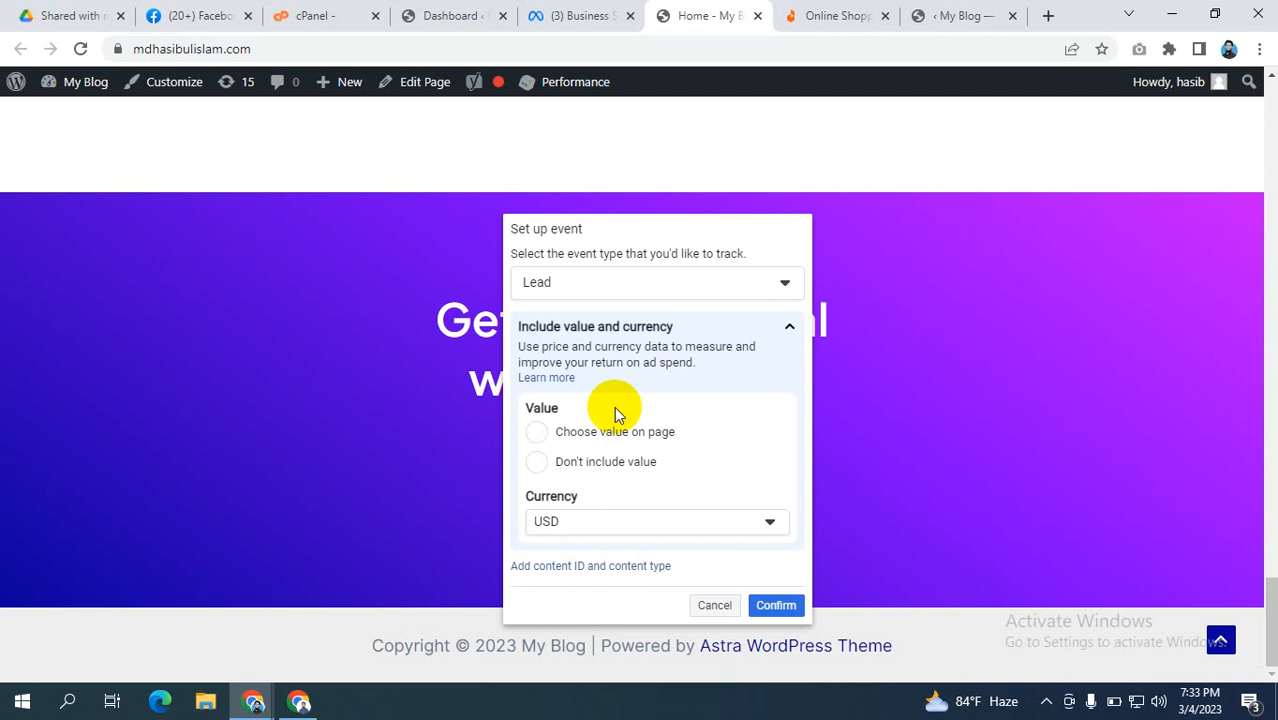 Shared with m
(20+) Faceboo
cPanel -
Dashboard ‹
(3) Business S
Home - My B
Online Shopp
‹ My Blog —
mdhasibulislam.com
My Blog
Customize
15
0
New
Edit Page
Performance
Howdy, hasib
Set up event
Select the event type that you'd like to track.
Lead
Include value and currency
Use price and currency data to measure and
improve your return on ad spend.
Learn more
Value
Choose value on page
Don't include value
Currency
USD
Add content ID and content type
Cancel
Confirm
Get
al
w
Activate Windows
Go to Settings to activate Windows.
Copyright © 2023 My Blog | Powered by Astra WordPress Theme
84°F Haze
7:33 PM
3/4/2023
3